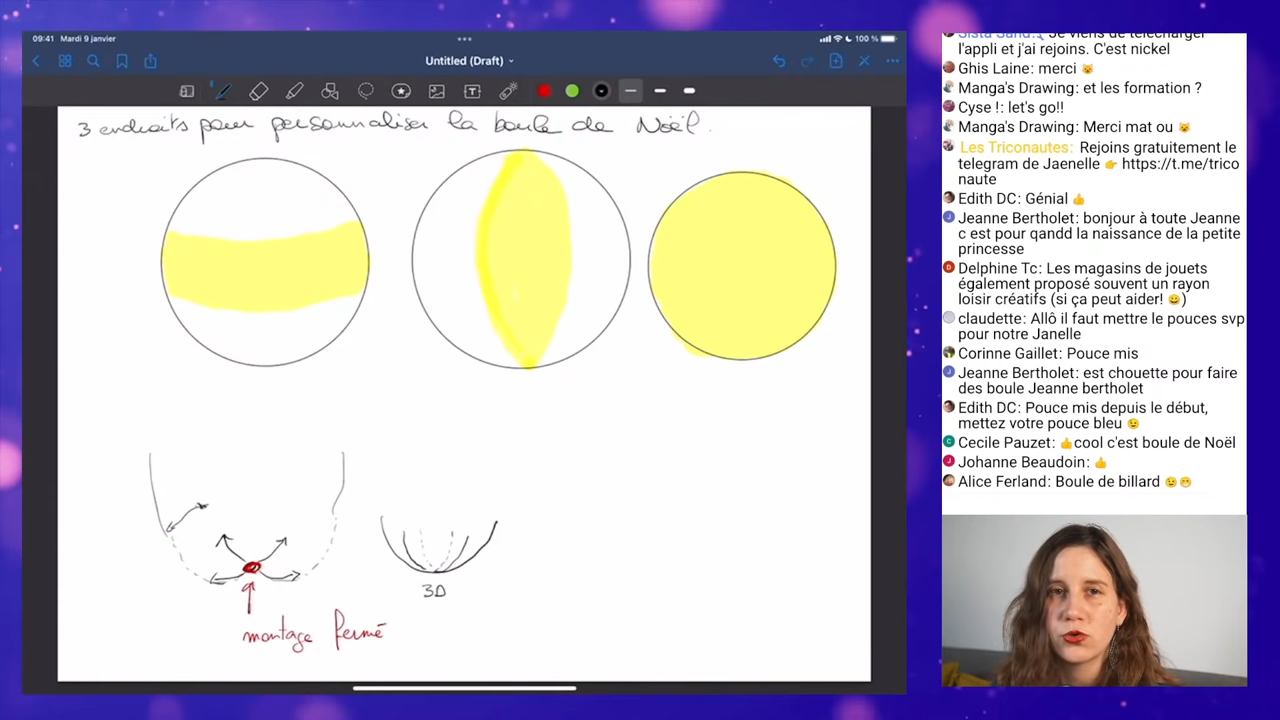 09:41 Mardi 9 janvier
100 %
Untitled (Draft)
3 endroits pour personnaliser la boule de Noël.
3D
montage fermé
Je viens de télécharger
l'appli et j'ai rejoins. C'est nickel
Ghis Laine: merci 😺
Manga's Drawing: et les formation ?
Cyse !: let's go!!
Manga's Drawing: Merci mat ou 😺
Les Triconautes: Rejoins gratuitement le
telegram de Jaenelle 👉 https://t.me/trico
naute
Edith DC: Génial 👍
Jeanne Bertholet: bonjour à toute Jeanne
c est pour qandd la naissance de la petite
princesse
Delphine Tc: Les magasins de jouets
également proposé souvent un rayon
loisir créatifs (si ça peut aider! 😀)
claudette: Allô il faut mettre le pouces svp
pour notre Janelle
Corinne Gaillet: Pouce mis
Jeanne Bertholet: est chouette pour faire
des boule Jeanne bertholet
Edith DC: Pouce mis depuis le début,
mettez votre pouce bleu 😉
Cecile Pauzet: 👍cool c'est boule de Noël
Johanne Beaudoin: 👍
Alice Ferland: Boule de billard 😉😁